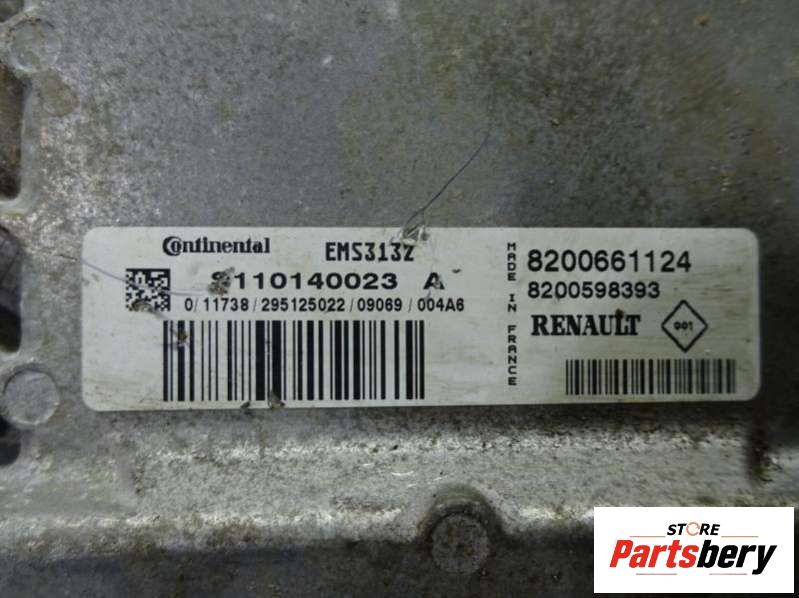 Continental EMS3132
S110140023 A
0/ 11738 / 295125022 / 09069 / 004A6
MADE IN FRANCE
8200661124
8200598393
RENAULT 001
STORE
Partsbery